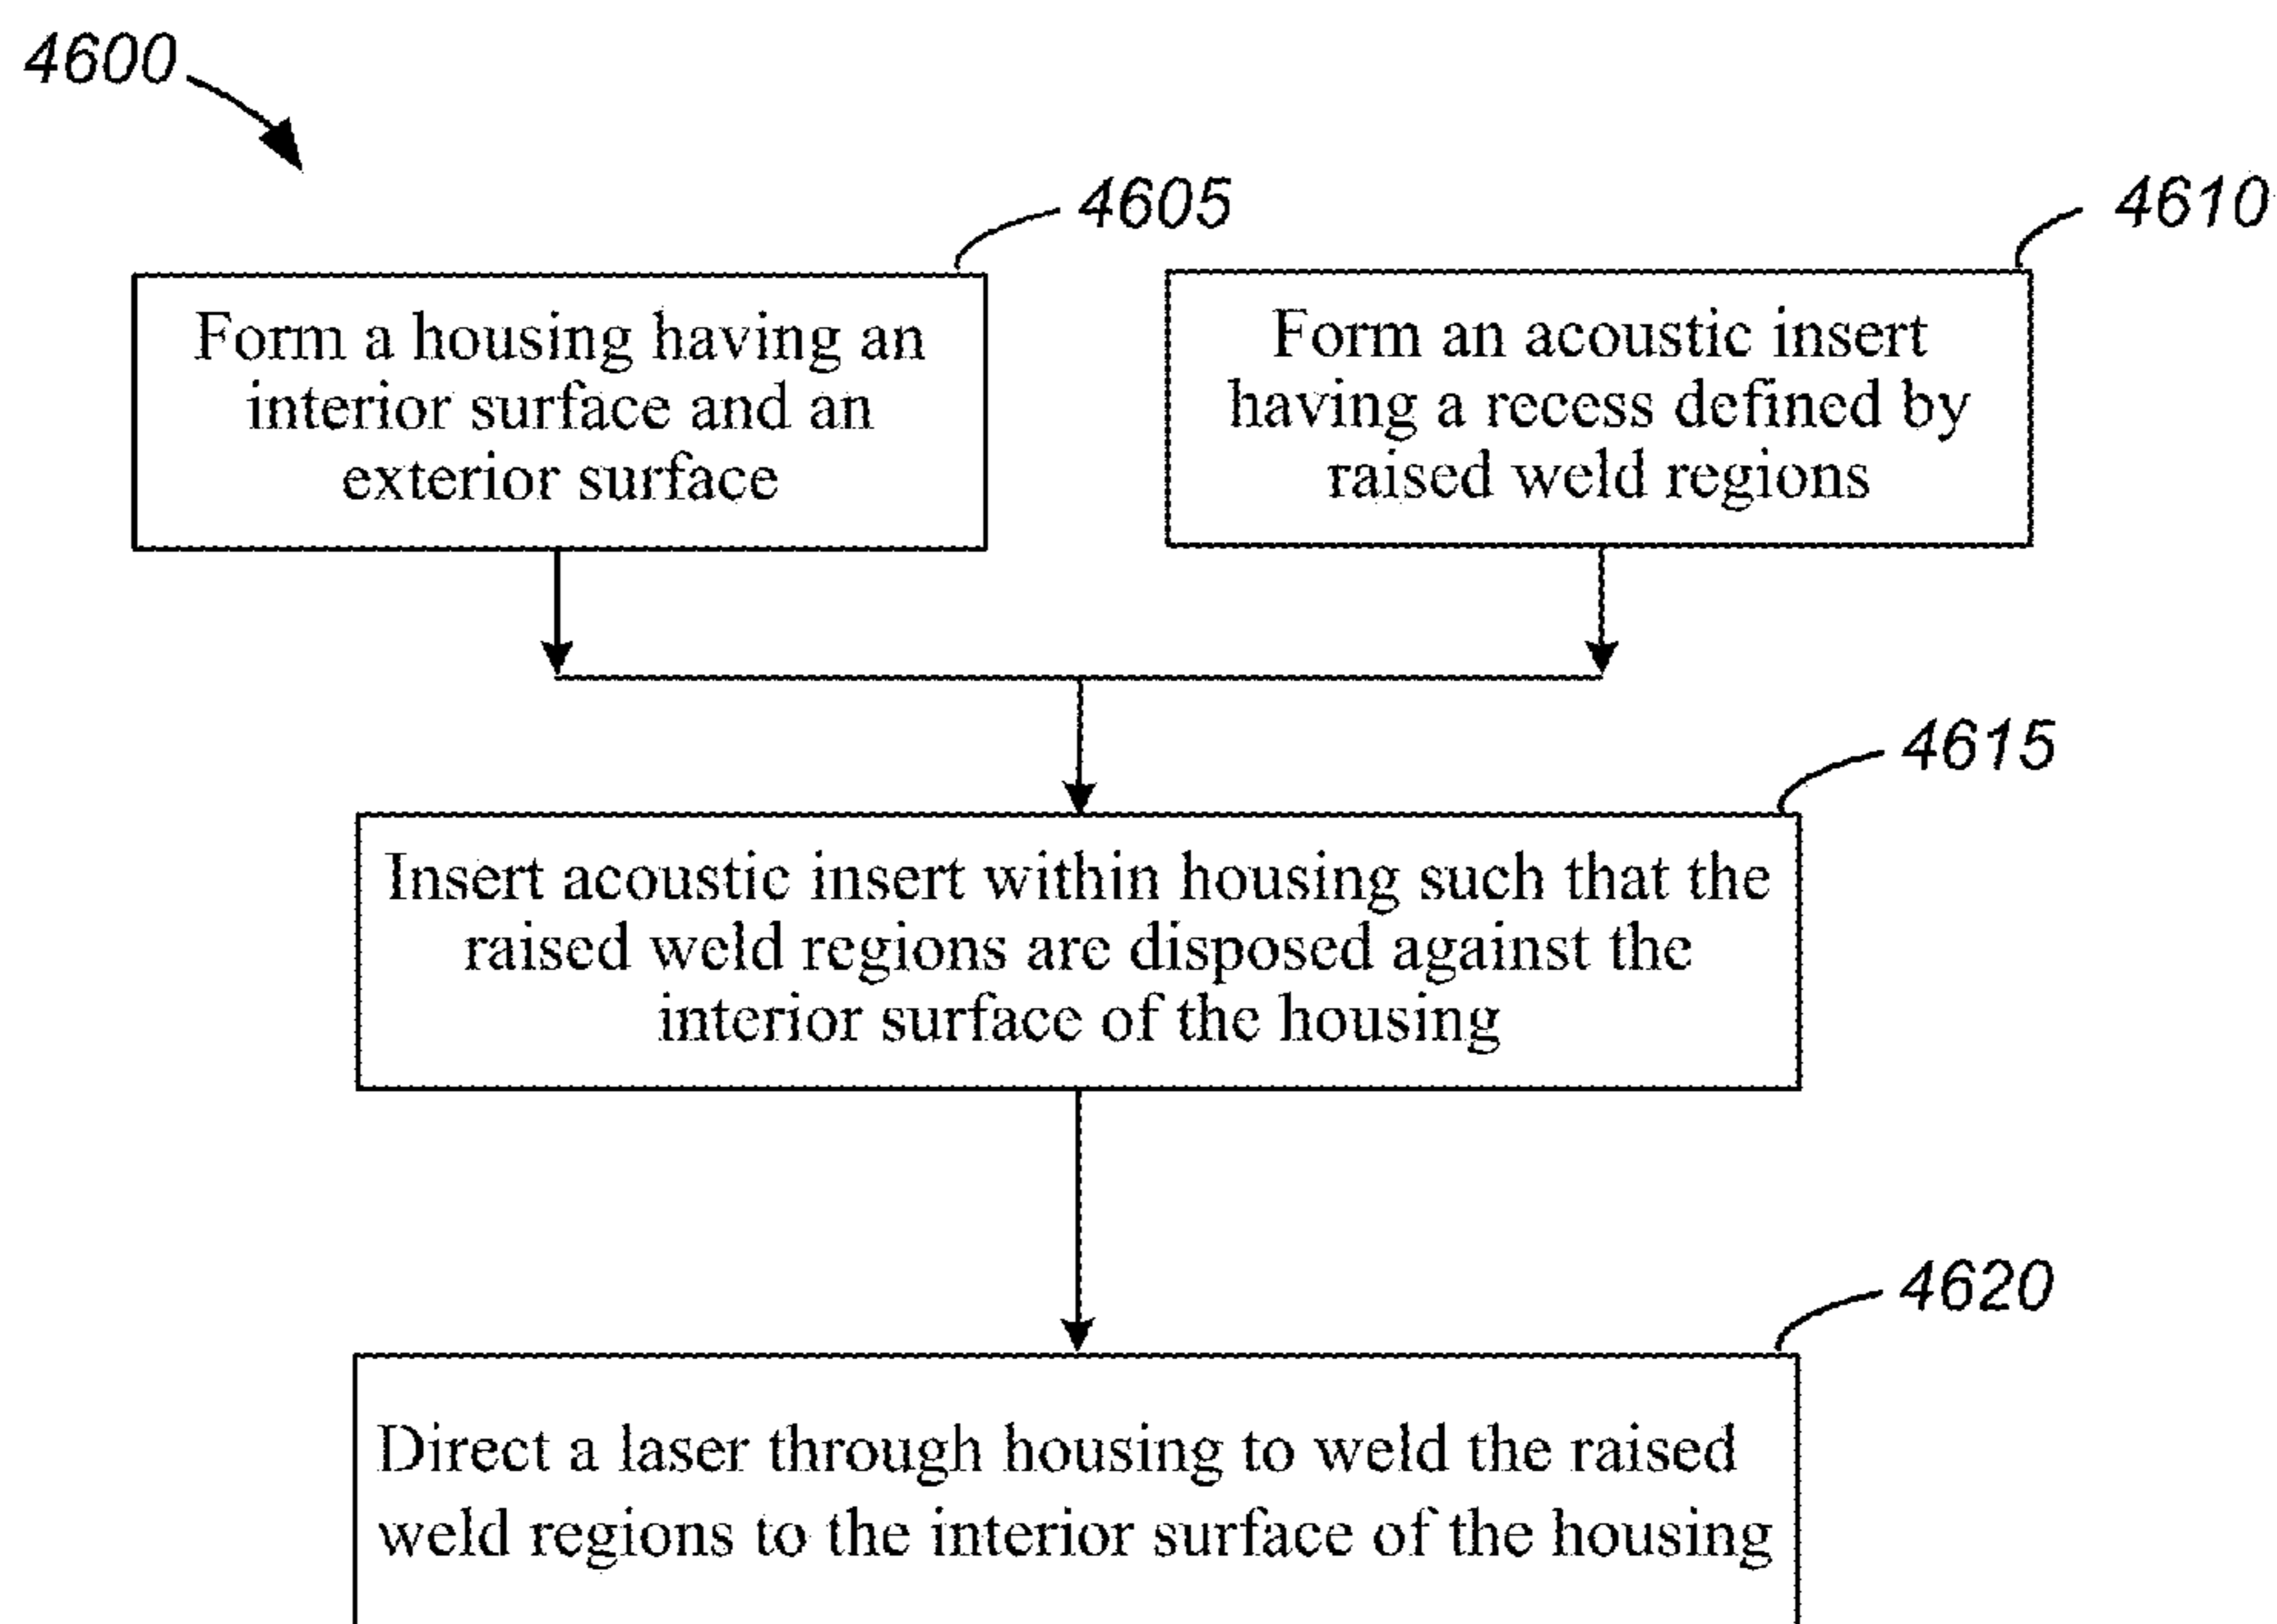 4600
4605
4610
Form a housing having an
interior surface and an
exterior surface
Form an acoustic insert
having a recess defined by
raised weld regions
4615
Insert acoustic insert within housing such that the
raised weld regions are disposed against the
interior surface of the housing
4620
Direct a laser through housing to weld the raised
weld regions to the interior surface of the housing